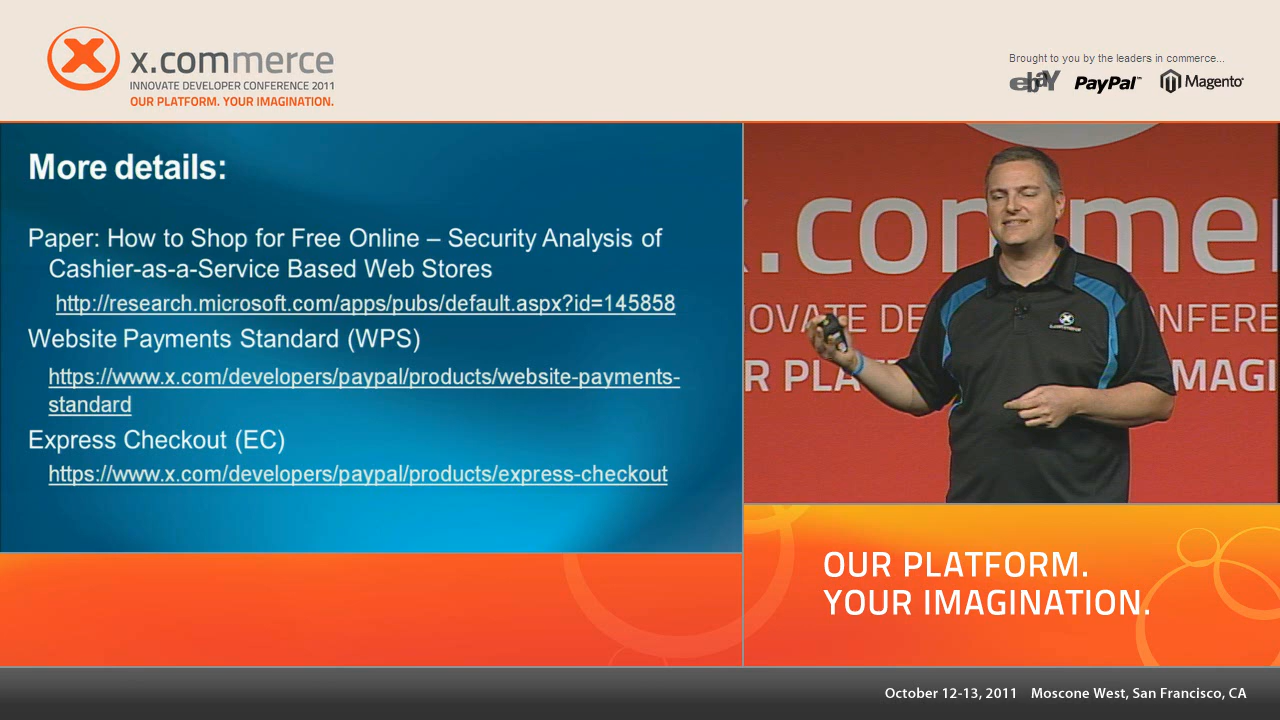 x.commerce
INNOVATE DEVELOPER CONFERENCE 2011
OUR PLATFORM. YOUR IMAGINATION.
Brought to you by the leaders in commerce...
ebaY PayPal™ Magento®
More details:
Paper: How to Shop for Free Online – Security Analysis of
Cashier-as-a-Service Based Web Stores
http://research.microsoft.com/apps/pubs/default.aspx?id=145858
Website Payments Standard (WPS)
https://www.x.com/developers/paypal/products/website-payments-
standard
Express Checkout (EC)
https://www.x.com/developers/paypal/products/express-checkout
x.commer
OVATE DE CONFERE
R PLA MAGI
x.commerce
OUR PLATFORM.
YOUR IMAGINATION.
October 12-13, 2011 Moscone West, San Francisco, CA